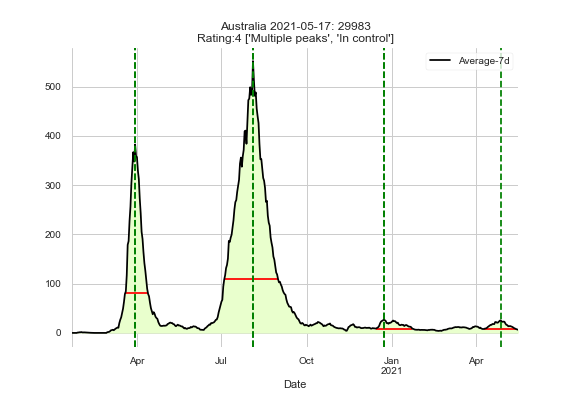 Australia 2021-05-17: 29983
Rating:4 ['Multiple peaks', 'In control']
Average-7d
500
400
300
200
100
0
Apr
Jul
Oct
Jan
2021
Apr
Date